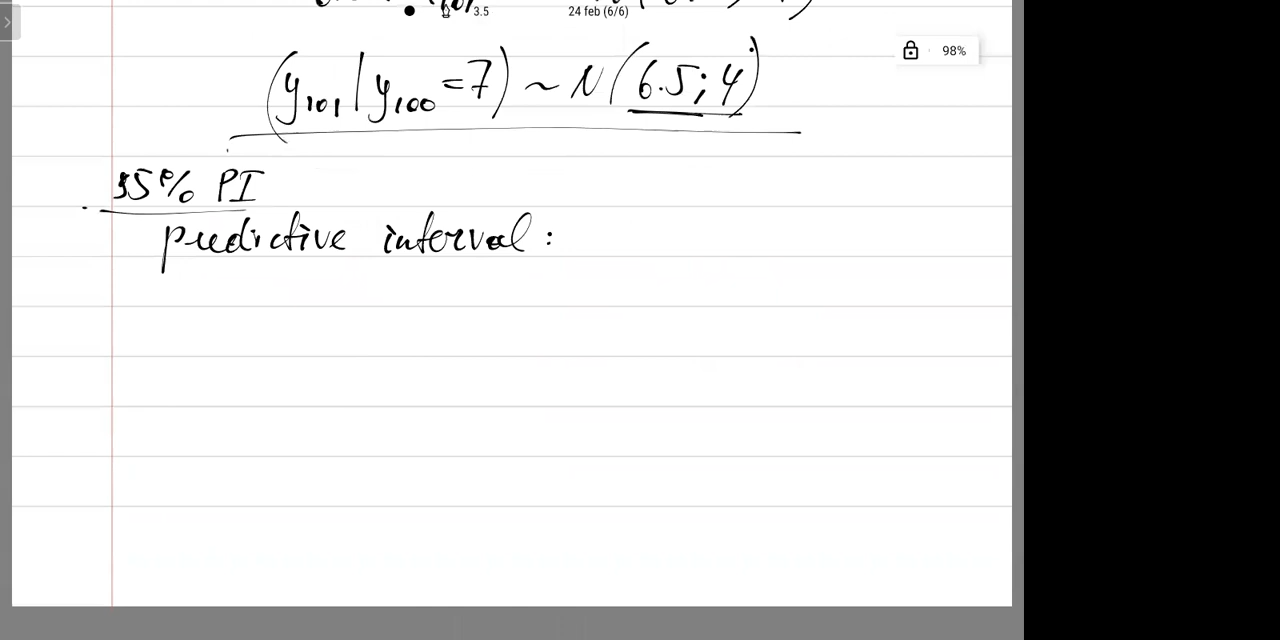 3.5
24 feb (6/6)
98%
(y₁₀₁ | y₁₀₀ = 7) ~ N(6.5; 4)
95% PI
predictive interval: